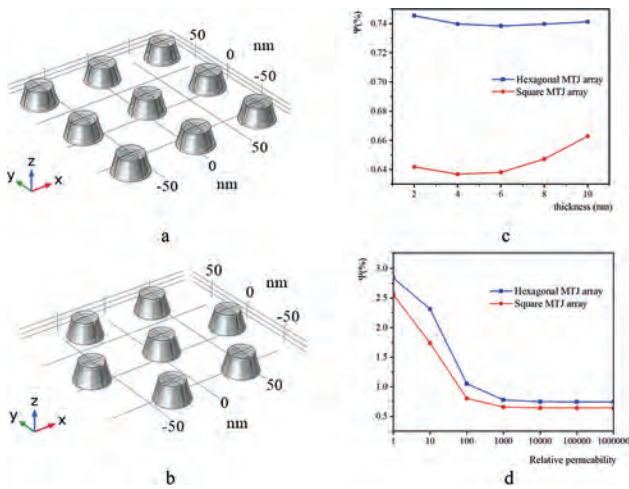 50
0
-50
nm
50
0
nm
-50
z
y
x
a
Ψ(%)
0.74
0.72
0.70
0.68
0.66
0.64
Hexagonal MTJ array
Square MTJ array
2
4
6
8
10
thickness (nm)
c
50
nm
0
-50
50
0
nm
-50
z
y
x
b
Ψ(%)
3.0
2.5
2.0
1.5
1.0
0.5
Hexagonal MTJ array
Square MTJ array
1
10
100
1000
10000
100000
1000000
Relative permeability
d